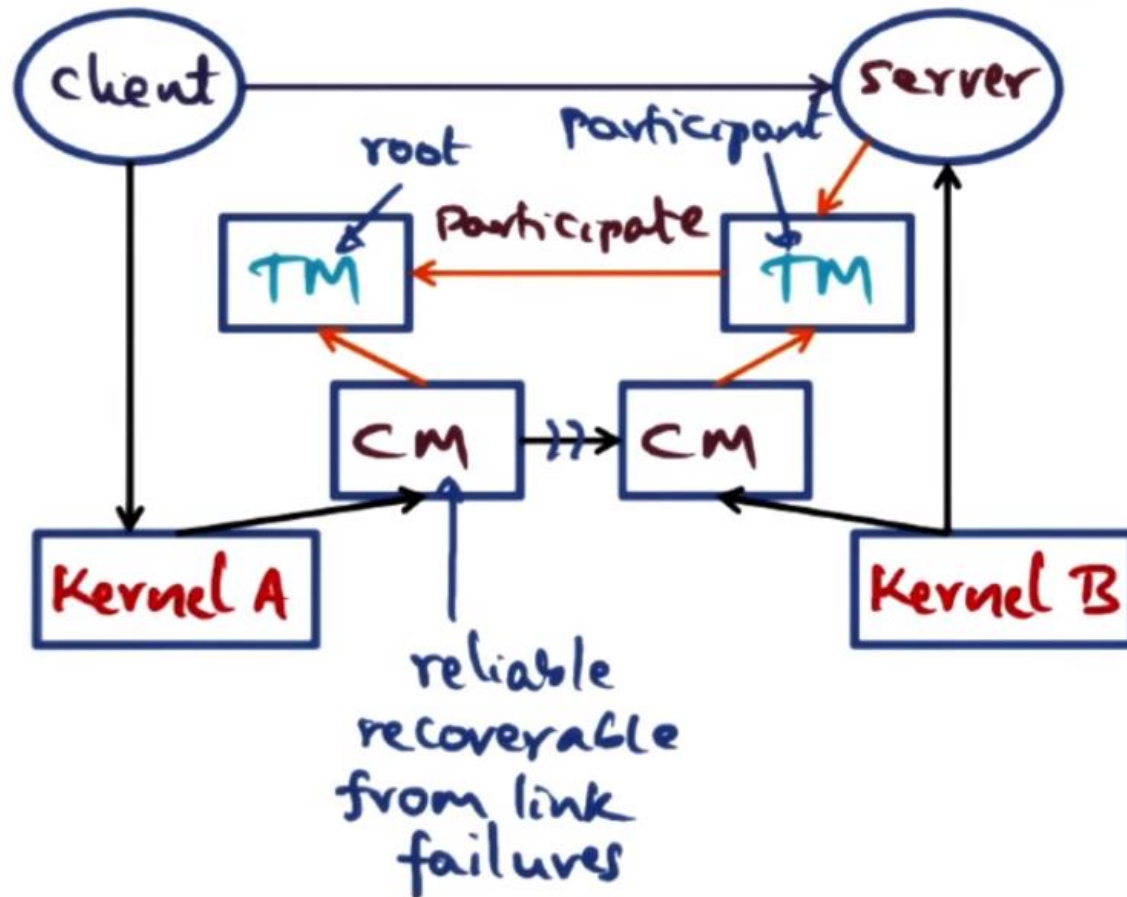 client
server
participant
root
Participate
TM
TM
CM
CM
Kernel A
Kernel B
reliable
recoverable
from link
failures